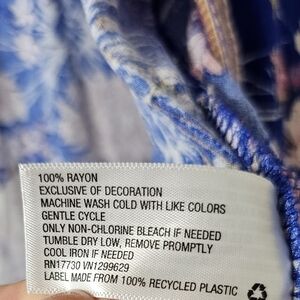 100% RAYON
EXCLUSIVE OF DECORATION
MACHINE WASH COLD WITH LIKE COLORS
GENTLE CYCLE
ONLY NON-CHLORINE BLEACH IF NEEDED
TUMBLE DRY LOW, REMOVE PROMPTLY
COOL IRON IF NEEDED
RN17730 VN1299629
LABEL MADE FROM 100% RECYCLED PLASTIC